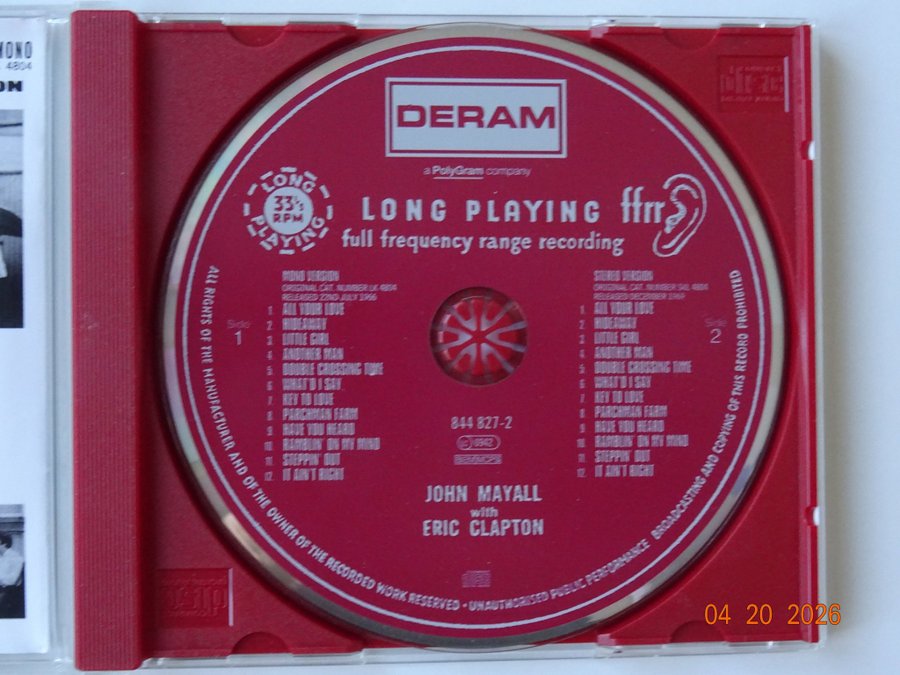 MONO
4804
ON
DERAM
a PolyGram company
LONG PLAYING
33⅓
RPM
LONG PLAYING ffrr
full frequency range recording
MONO VERSION
ORIGINAL CAT. NUMBER LK 4804
RELEASED 22ND JULY 1966
Side 1
1. ALL YOUR LOVE
2. HIDEAWAY
3. LITTLE GIRL
4. ANOTHER MAN
5. DOUBLE CROSSING TIME
6. WHAT'D I SAY
7. KEY TO LOVE
8. PARCHMAN FARM
9. HAVE YOU HEARD
10. RAMBLIN' ON MY MIND
11. STEPPIN' OUT
12. IT AIN'T RIGHT
STEREO VERSION
ORIGINAL CAT. NUMBER SKL 4804
RELEASED DECEMBER 1969
Side 2
1. ALL YOUR LOVE
2. HIDEAWAY
3. LITTLE GIRL
4. ANOTHER MAN
5. DOUBLE CROSSING TIME
6. WHAT'D I SAY
7. KEY TO LOVE
8. PARCHMAN FARM
9. HAVE YOU HEARD
10. RAMBLIN' ON MY MIND
11. STEPPIN' OUT
12. IT AIN'T RIGHT
844 827-2
LC 0942
BIEM/NCB
JOHN MAYALL
with
ERIC CLAPTON
ALL RIGHTS OF THE MANUFACTURER AND OF THE OWNER OF THE RECORDED WORK RESERVED • UNAUTHORISED PUBLIC PERFORMANCE BROADCASTING AND COPYING OF THIS RECORD PROHIBITED
04 20 2026